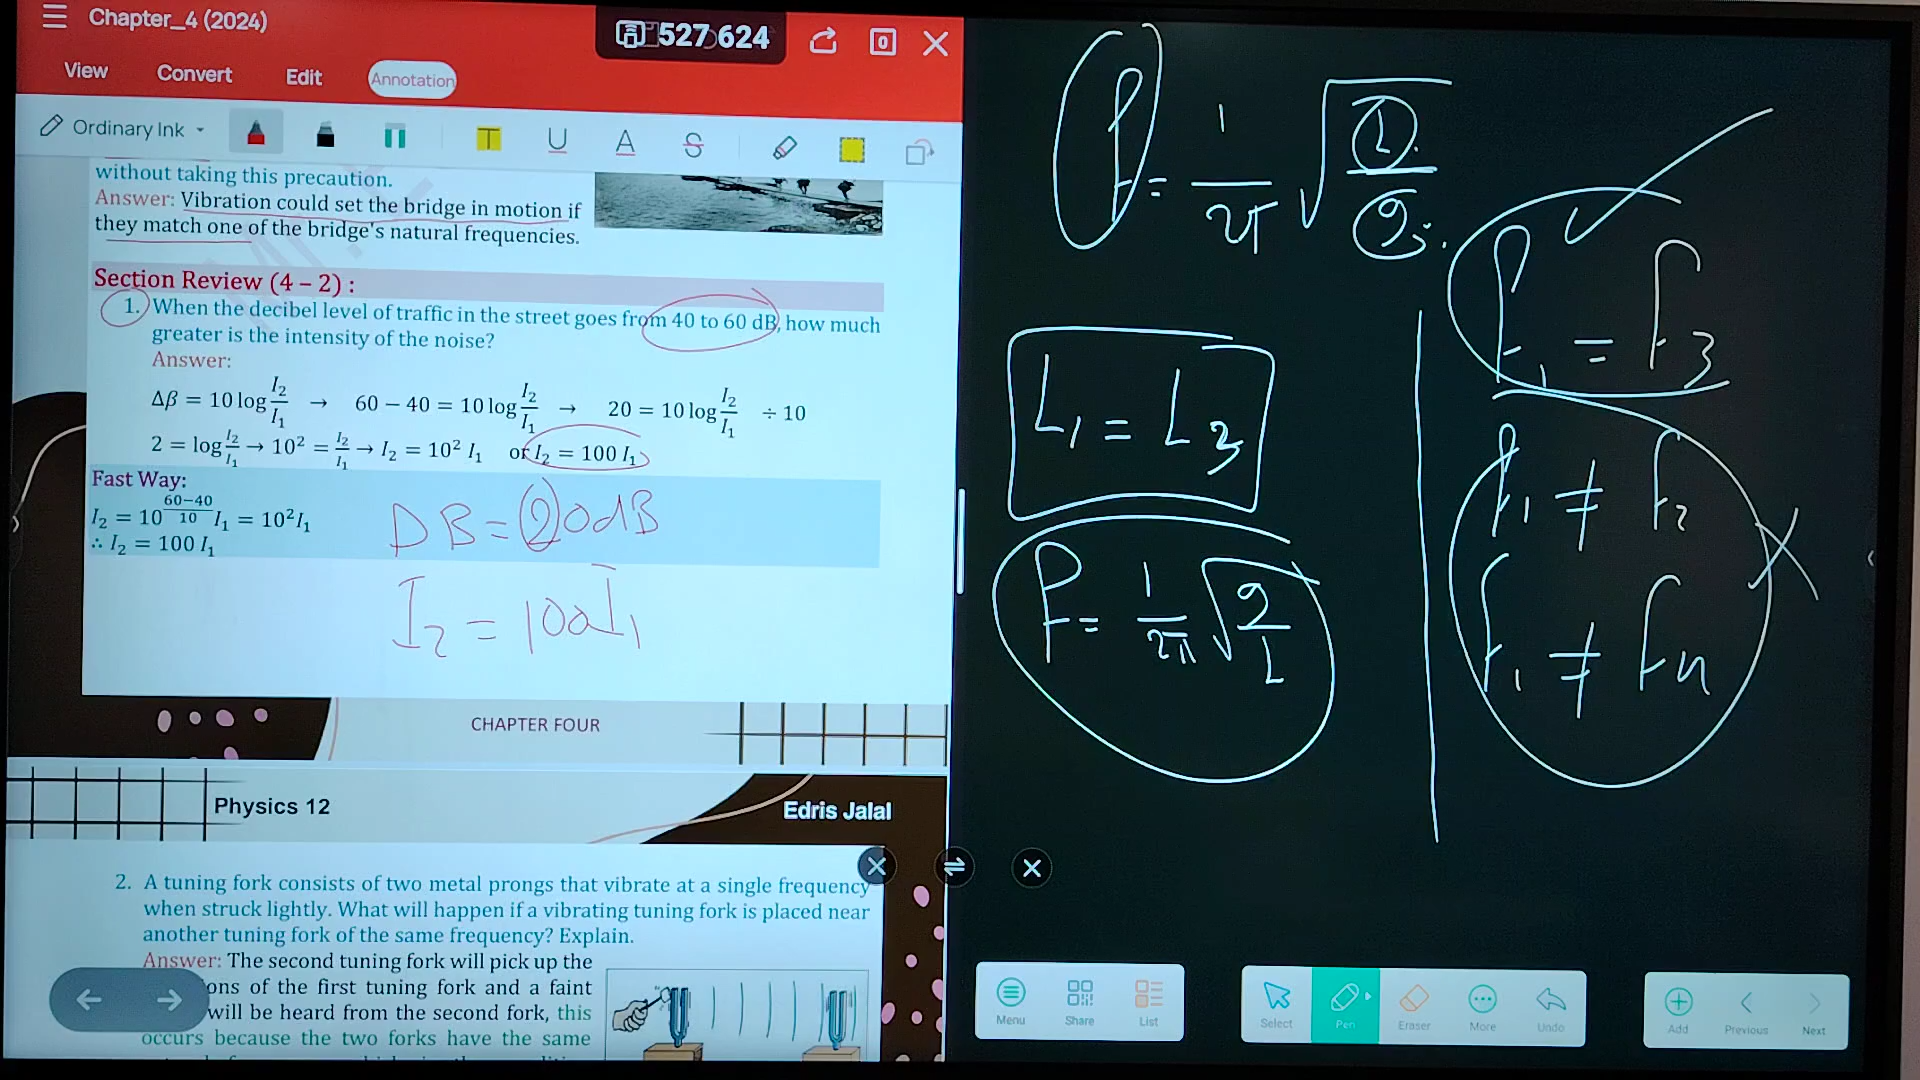 Chapter_4 (2024)
527 624
View Convert Edit Annotation
Ordinary Ink
without taking this precaution.
Answer: Vibration could set the bridge in motion if
they match one of the bridge's natural frequencies.
Section Review (4 – 2) :
1. When the decibel level of traffic in the street goes from 40 to 60 dB, how much
greater is the intensity of the noise?
Answer:
Δβ = 10 log I₂/I₁ → 60 − 40 = 10 log I₂/I₁ → 20 = 10 log I₂/I₁ ÷ 10
2 = log I₂/I₁ → 10² = I₂/I₁ → I₂ = 10² I₁ or I₂ = 100 I₁
Fast Way:
I₂ = 10^(60−40)/10 I₁ = 10²I₁
∴ I₂ = 100 I₁
DB = 20dB
I₂ = 100I₁
CHAPTER FOUR
Physics 12
Edris Jalal
2. A tuning fork consists of two metal prongs that vibrate at a single frequency
when struck lightly. What will happen if a vibrating tuning fork is placed near
another tuning fork of the same frequency? Explain.
Answer: The second tuning fork will pick up the
ons of the first tuning fork and a faint
will be heard from the second fork, this
occurs because the two forks have the same
f = 1/2π √L/g
f₁ = f₃
L₁ = L₃
f₁ ≠ f₂
f = 1/2π √g/L
f₁ ≠ f₄
Menu Share List
Select Pen Eraser More Undo
Add Previous Next